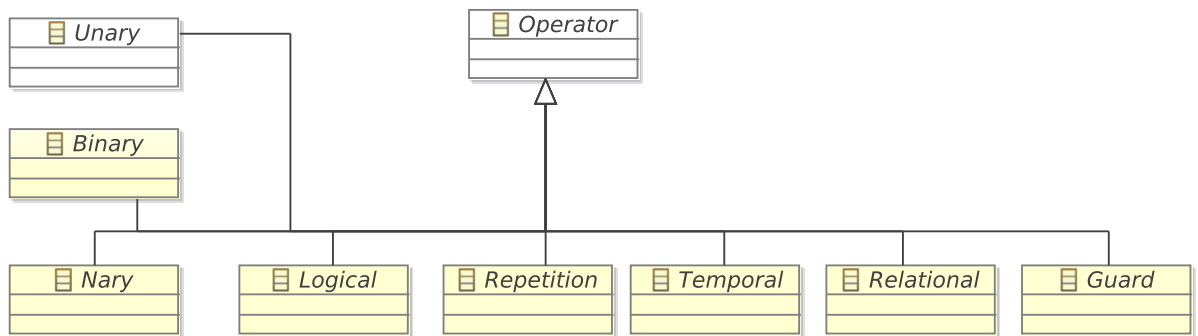 Unary
Operator
Binary
Nary
Logical
Repetition
Temporal
Relational
Guard